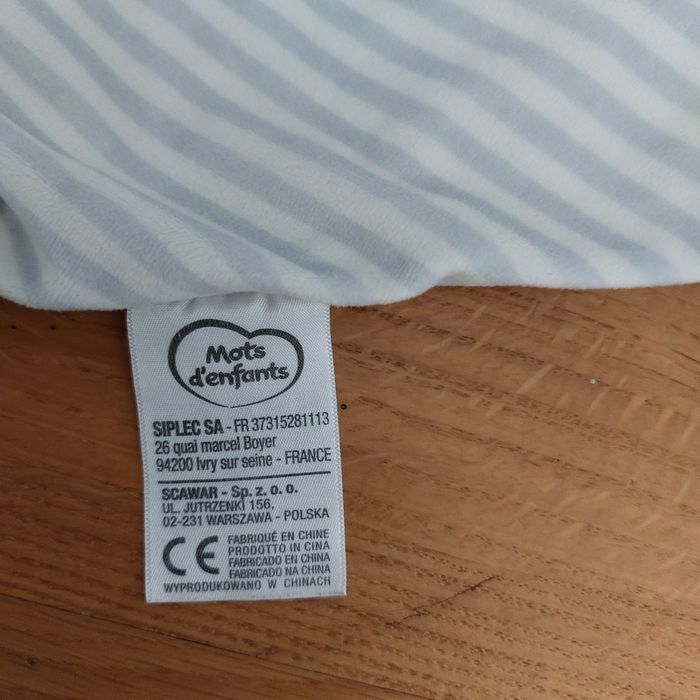 Mots
d'enfants
SIPLEC SA - FR 37315281113
26 quai marcel Boyer
94200 Ivry sur seine - FRANCE
SCAWAR - Sp. z. o. o.
UL. JUTRZENKI 156,
02-231 WARSZAWA - POLSKA
CE
FABRIQUÉ EN CHINE
PRODOTTO IN CINA
FABRICADO EN CHINA
FABRICADO NA CHINA
WYPRODUKOWANO W CHINACH